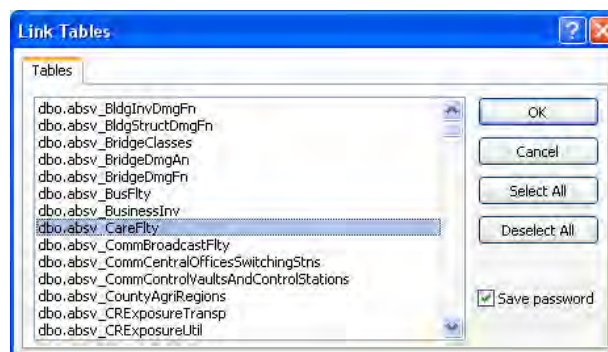 Link Tables
Tables
dbo.absv_BldgInvDmgFn
dbo.absv_BldgStructDmgFn
dbo.absv_BridgeClasses
dbo.absv_BridgeDmgAn
dbo.absv_BridgeDmgFn
dbo.absv_BusFlty
dbo.absv_BusinessInv
dbo.absv_CareFlty
dbo.absv_CommBroadcastFlty
dbo.absv_CommCentralOfficesSwitchingStns
dbo.absv_CommControlVaultsAndControlStations
dbo.absv_CountyAgriRegions
dbo.absv_CRExposureTransp
dbo.absv_CRExposureUtil
OK
Cancel
Select All
Deselect All
Save password